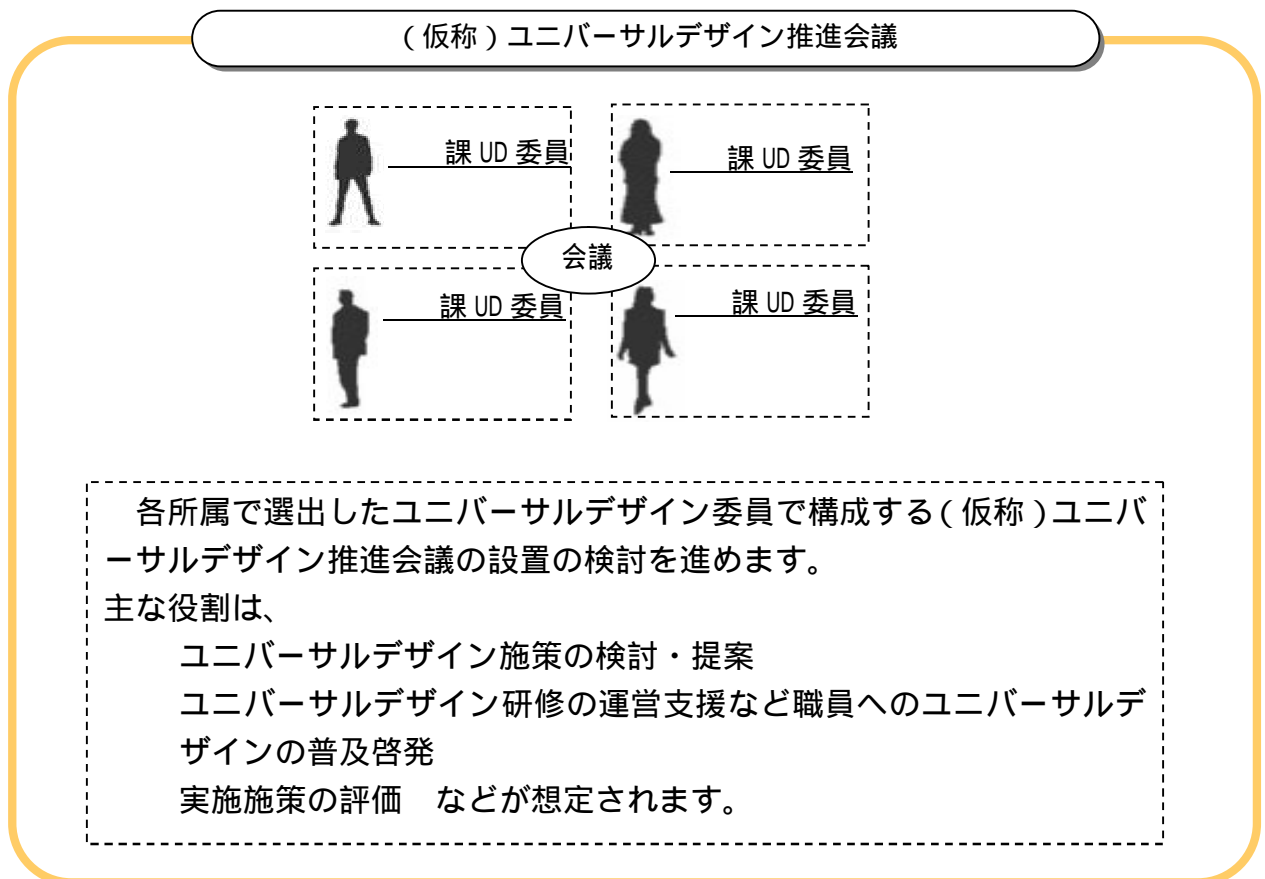 (仮称)ユニバーサルデザイン推進会議
課 UD 委員
課 UD 委員
会議
課 UD 委員
課 UD 委員
各所属で選出したユニバーサルデザイン委員で構成する(仮称)ユニバ
ーサルデザイン推進会議の設置の検討を進めます。
主な役割は、
ユニバーサルデザイン施策の検討・提案
ユニバーサルデザイン研修の運営支援など職員へのユニバーサルデ
ザインの普及啓発
実施施策の評価　などが想定されます。